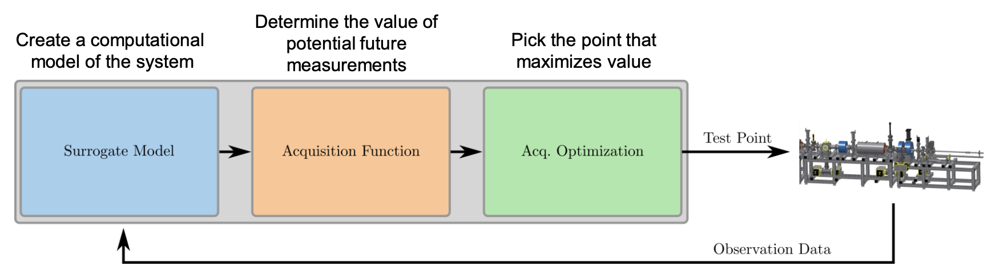 Create a computational
model of the system
Determine the value of
potential future
measurements
Pick the point that
maximizes value
Surrogate Model
Acquisition Function
Acq. Optimization
Test Point
Observation Data